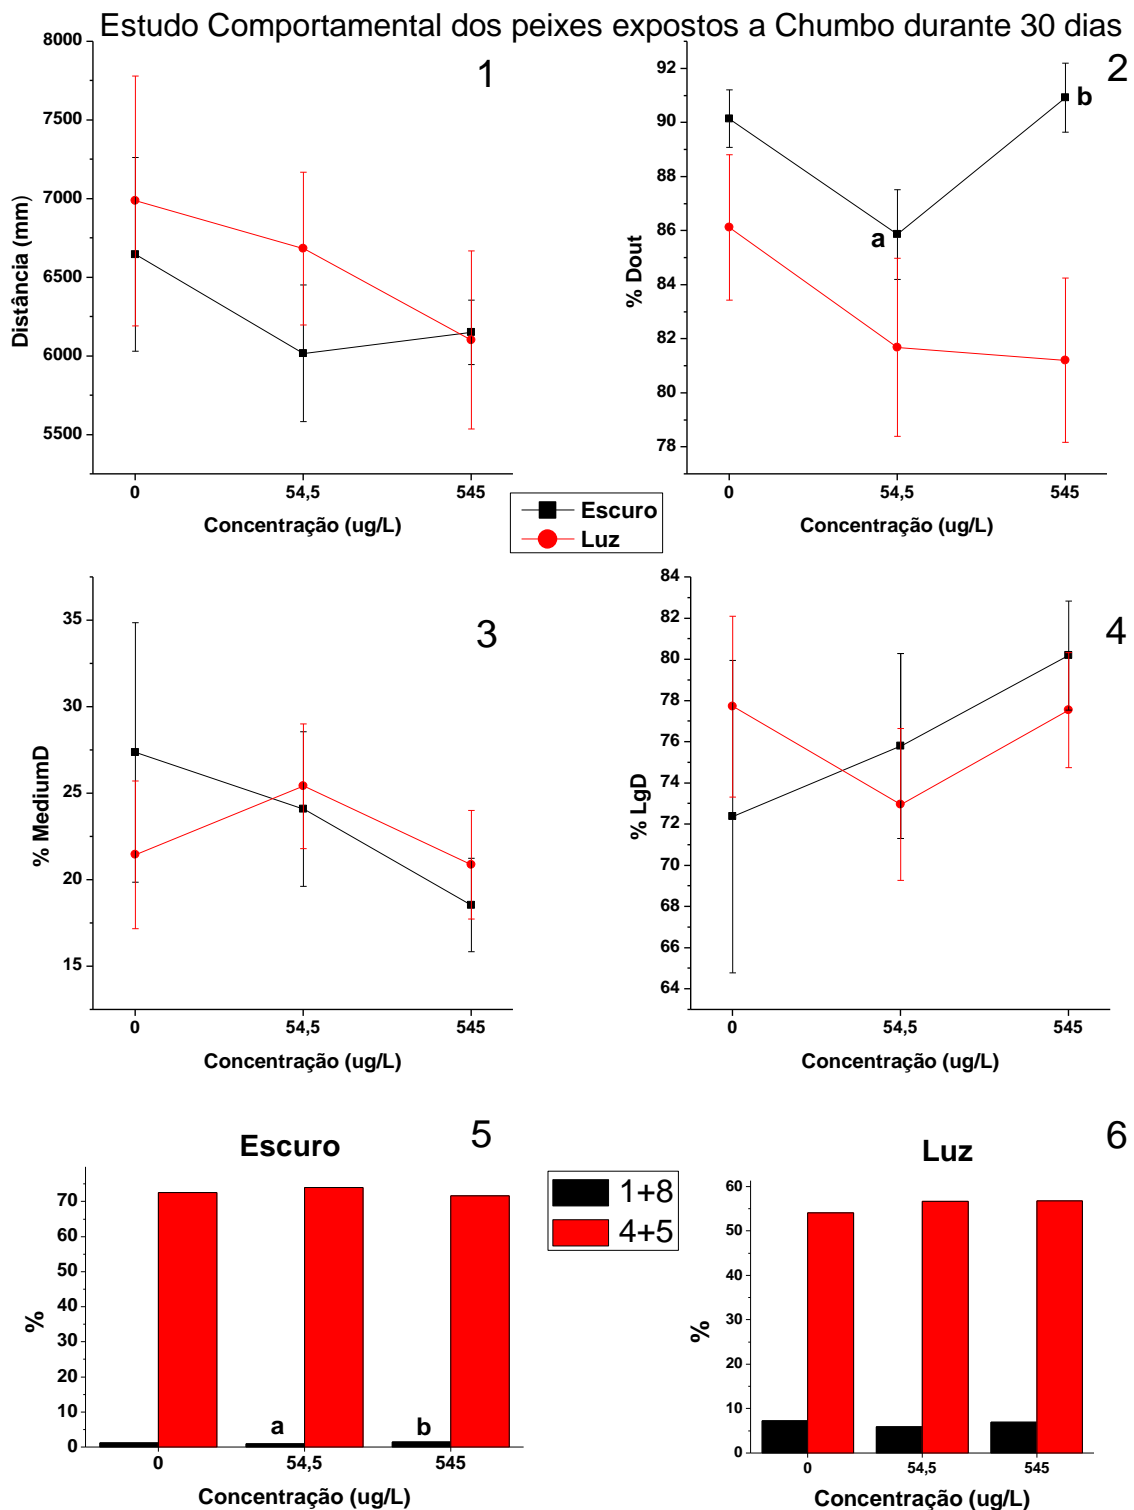 Estudo Comportamental dos peixes expostos a Chumbo durante 30 dias
1
8000
7500
7000
6500
6000
5500
Distância (mm)
0 54,5 545
Concentração (ug/L)
2
92
90
88
86
84
82
80
78
% Dout
a
b
0 54,5 545
Concentração (ug/L)
Escuro
Luz
3
35
30
25
20
15
% MediumD
0 54,5 545
Concentração (ug/L)
4
84
82
80
78
76
74
72
70
68
66
64
% LgD
0 54,5 545
Concentração (ug/L)
5
Escuro
70
60
50
40
30
20
10
0
%
a
b
0 54,5 545
Concentração (ug/L)
1+8
4+5
6
Luz
60
50
40
30
20
10
0
%
0 54,5 545
Concentração (ug/L)